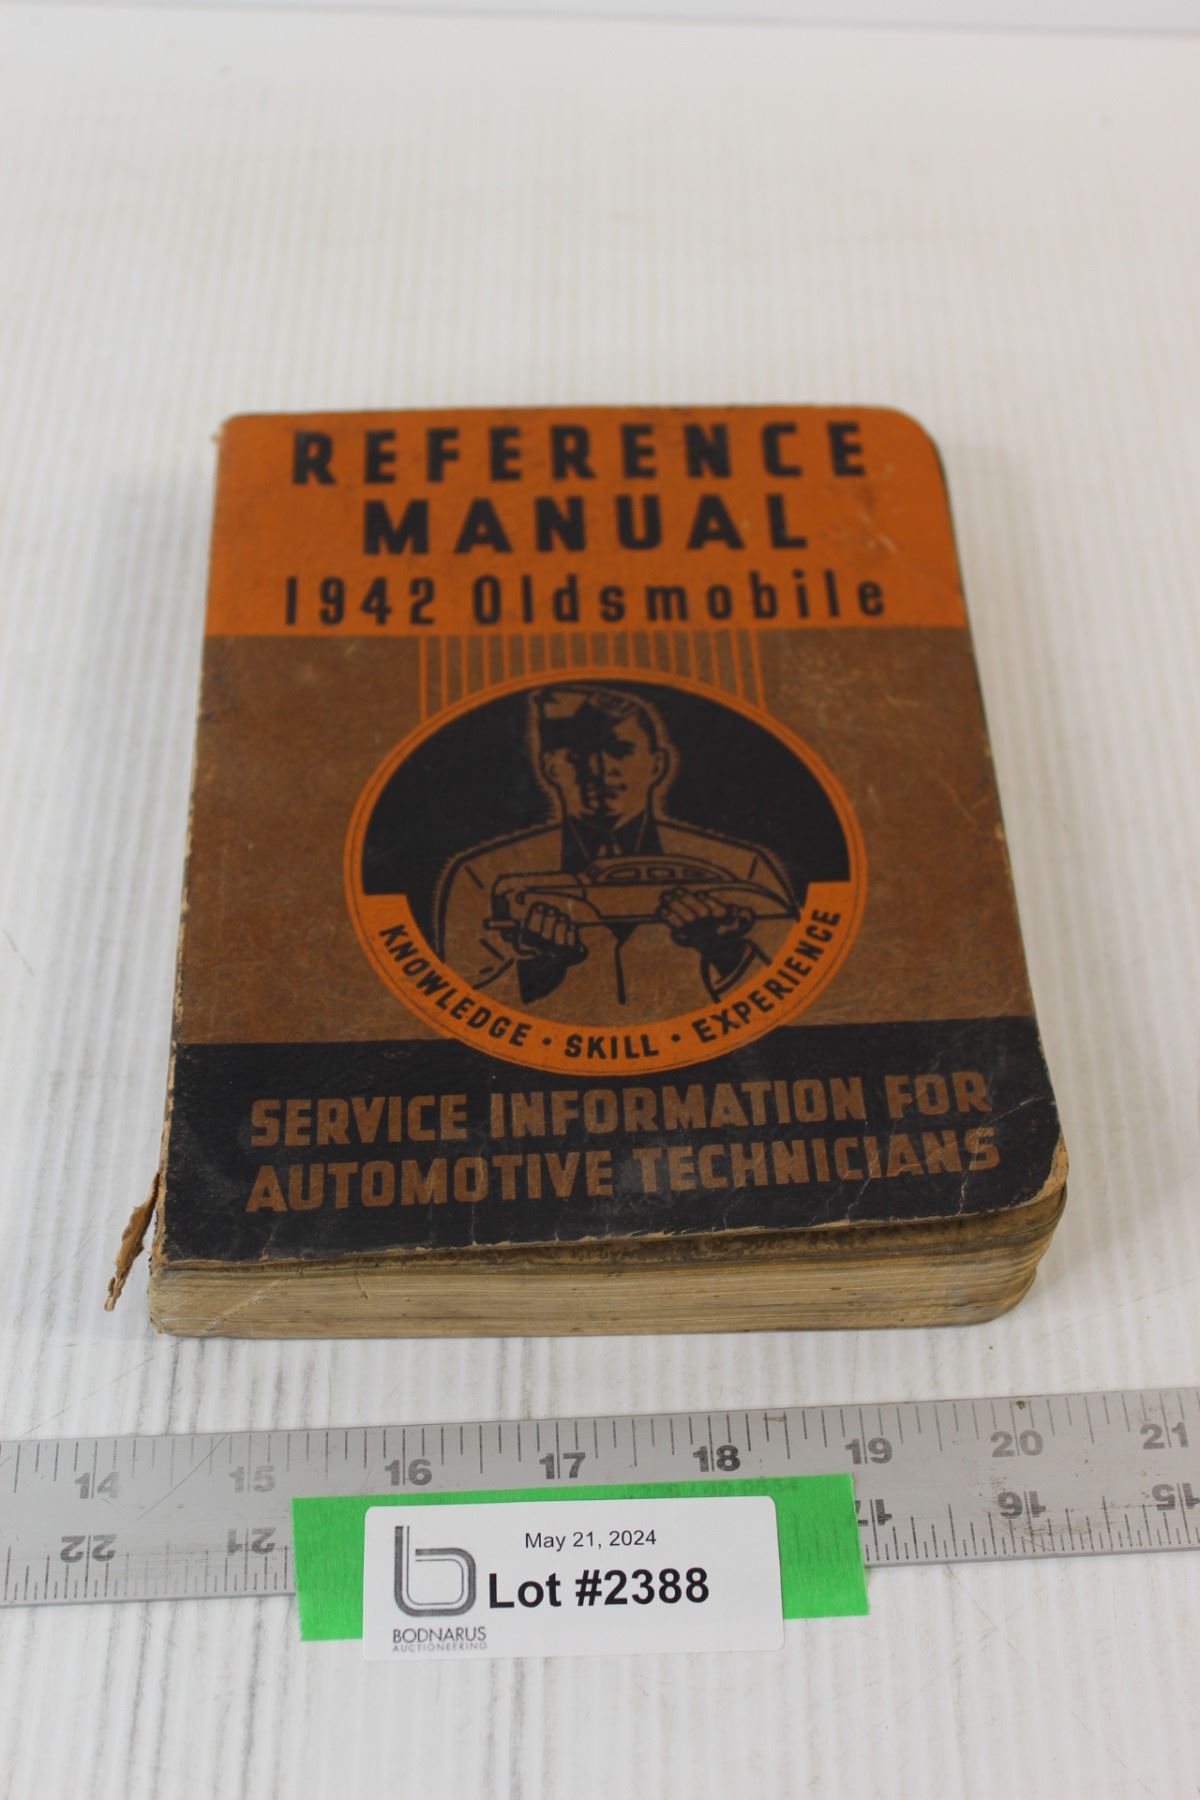 REFERENCE
MANUAL
1942 Oldsmobile
KNOWLEDGE · SKILL · EXPERIENCE
SERVICE INFORMATION FOR
AUTOMOTIVE TECHNICIANS
14 15 16 17 18 19 20 21
22 21 17 16 15
May 21, 2024
Lot #2388
BODNARUS
AUCTIONEERING